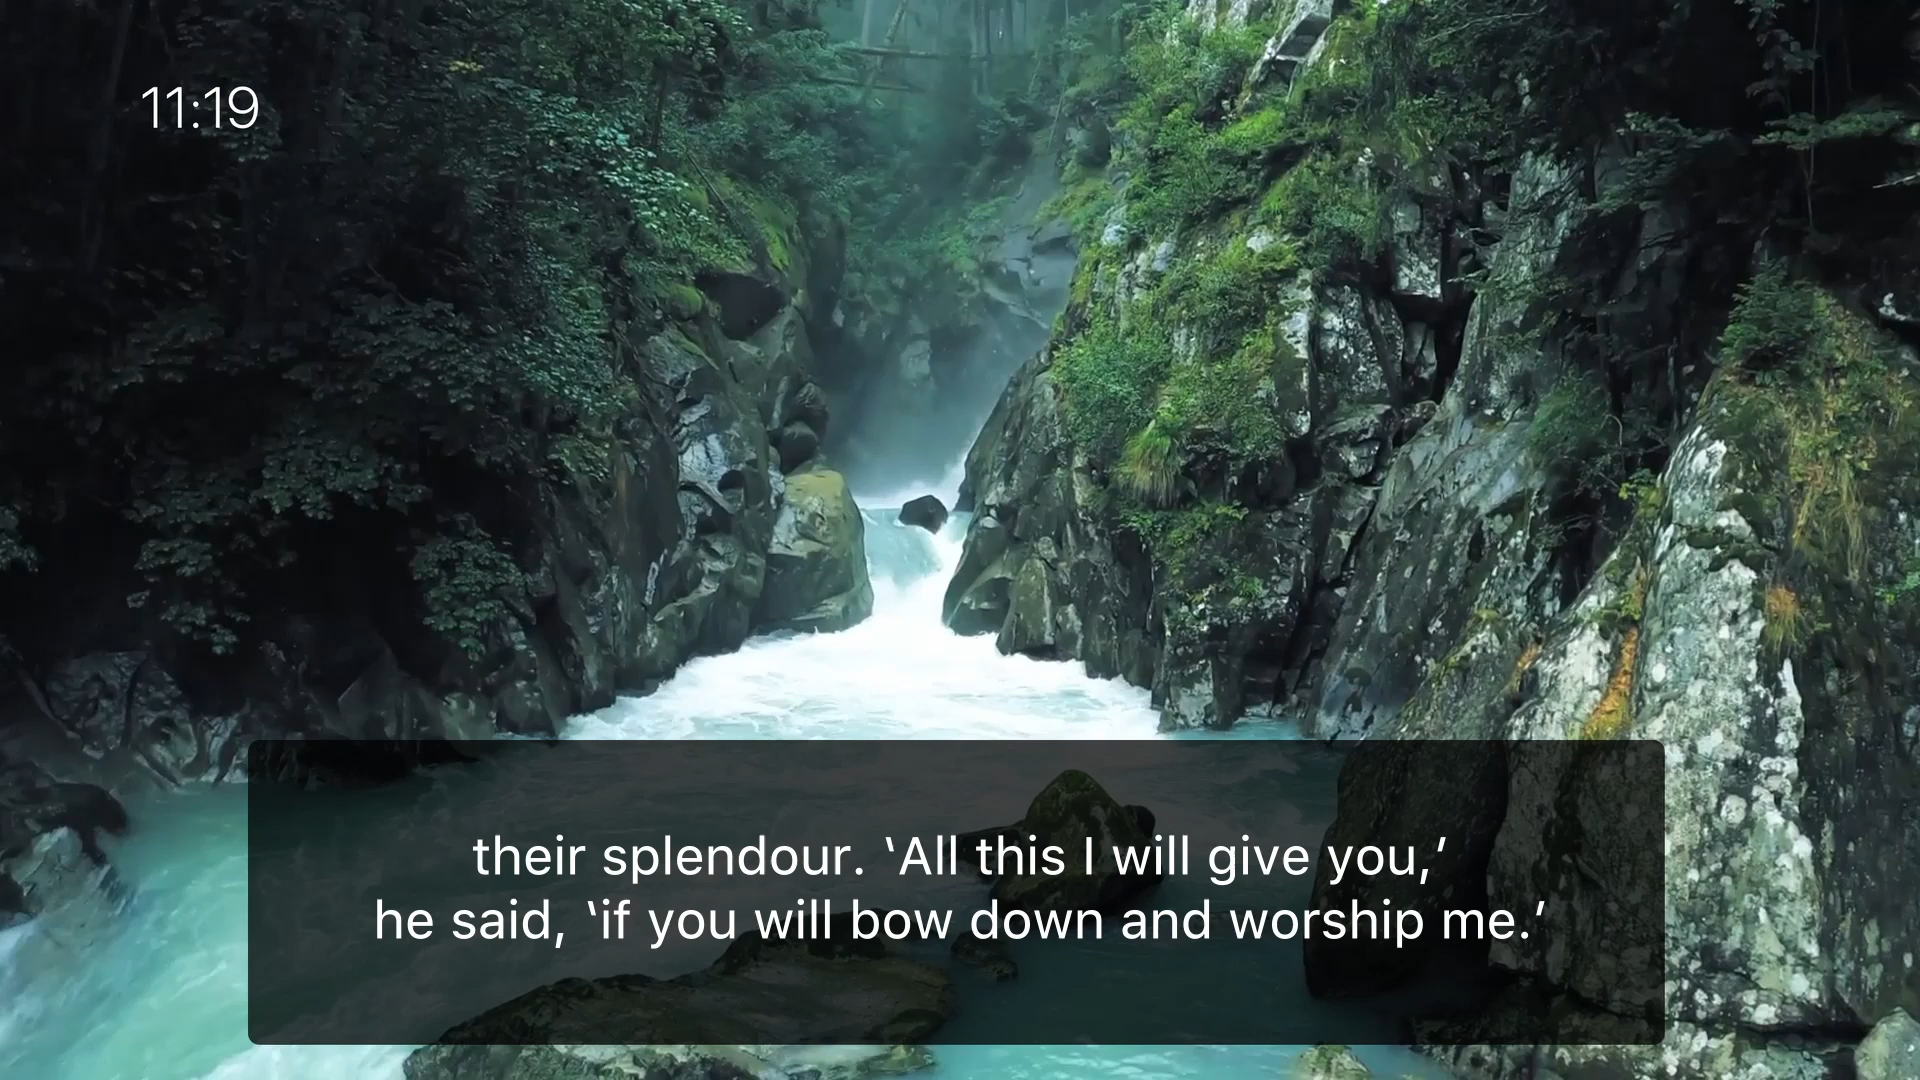 11:19
their splendour. ‘All this I will give you,’
he said, ‘if you will bow down and worship me.’